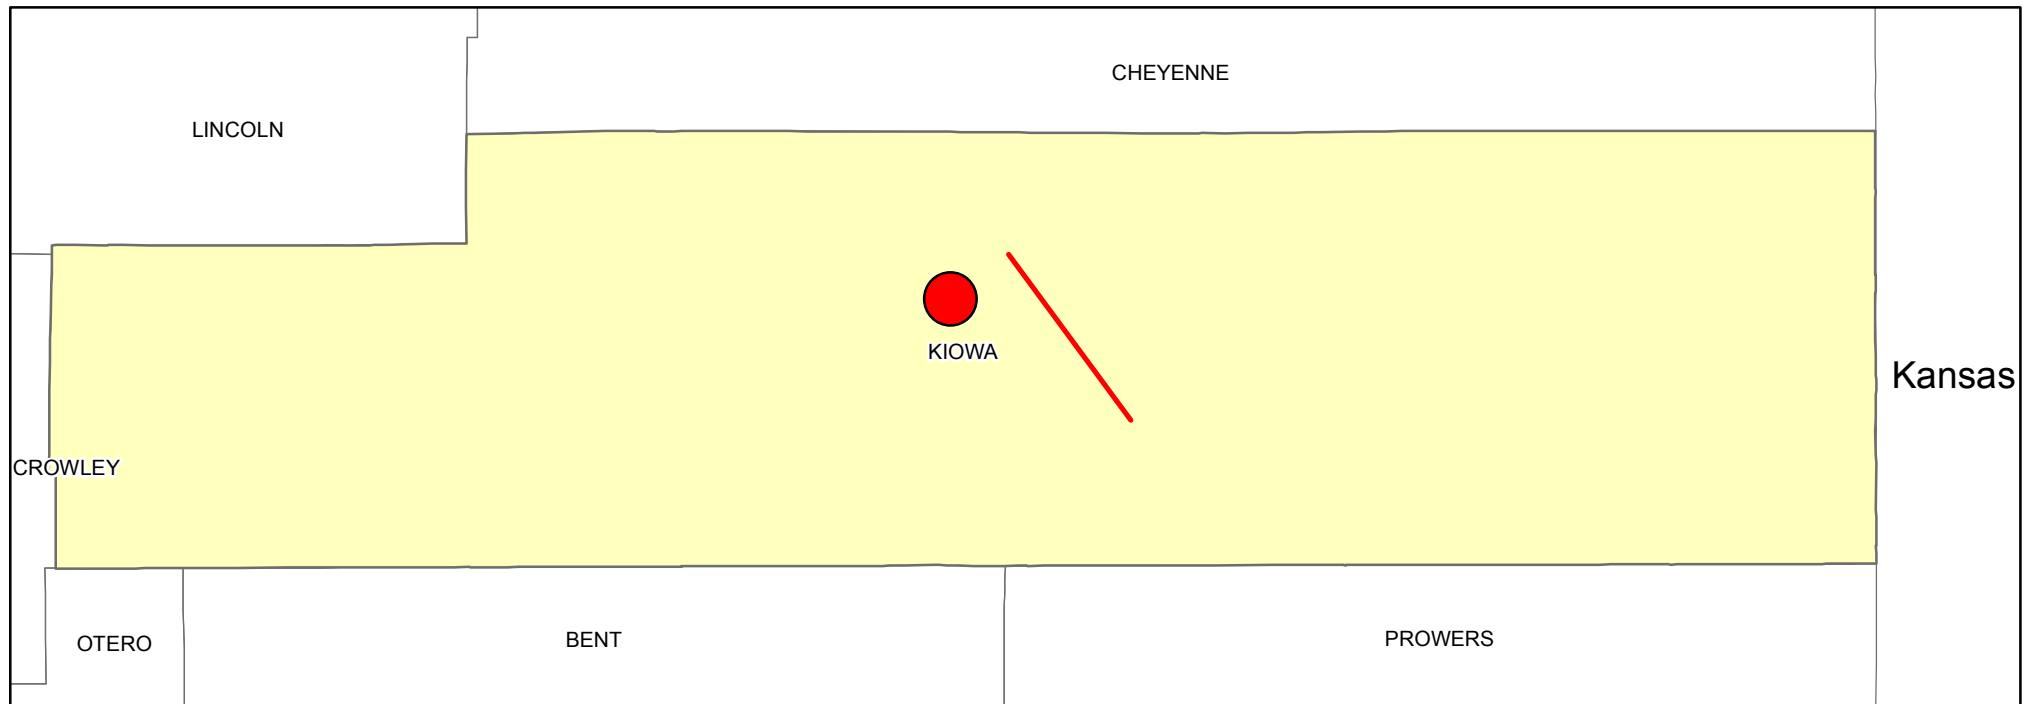 CHEYENNE
LINCOLN
KIOWA
Kansas
CROWLEY
OTERO
BENT
PROWERS